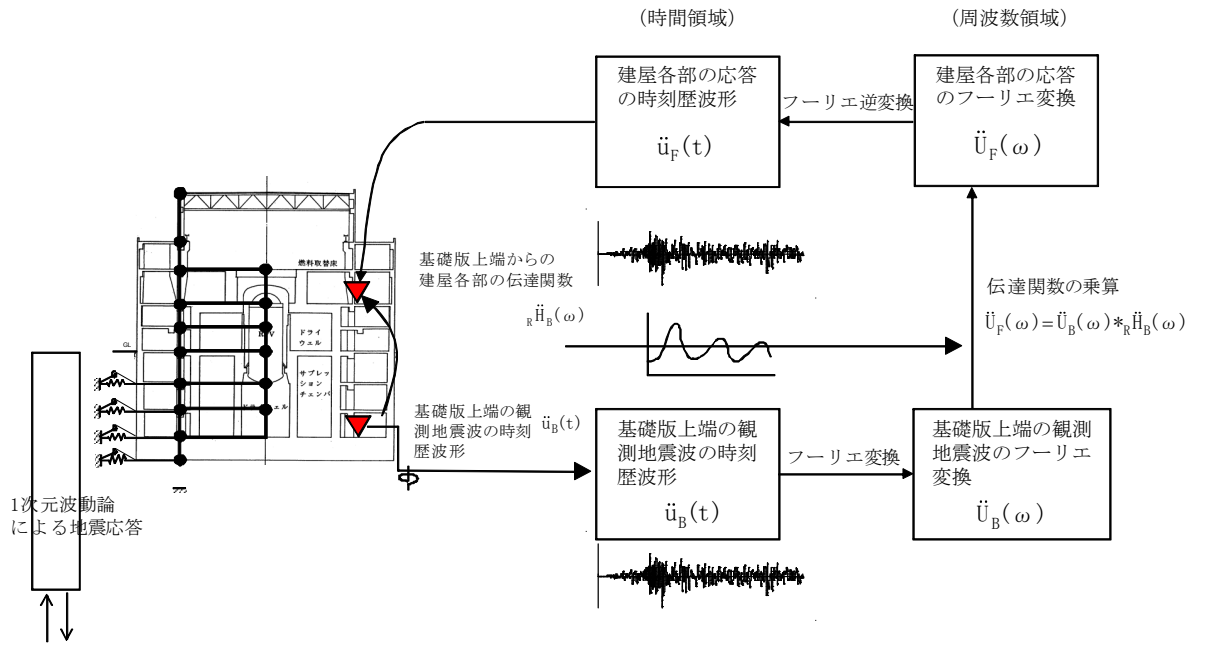 (時間領域)
(周波数領域)
建屋各部の応答
の時刻歴波形
ü_F(t)
フーリエ逆変換
建屋各部の応答
のフーリエ変換
Ü_F(ω)
基礎版上端からの
建屋各部の伝達関数
_RḦ_B(ω)
伝達関数の乗算
Ü_F(ω)=Ü_B(ω)*_RḦ_B(ω)
燃料取替床
ドライ
ウェル
サプレッ
ション
チェンバ
GL
基礎版上端の観
測地震波の時刻
歴波形
ü_B(t)
基礎版上端の観
測地震波の時刻
歴波形
ü_B(t)
フーリエ変換
基礎版上端の観測
地震波のフーリエ
変換
Ü_B(ω)
1次元波動論
による地震応答